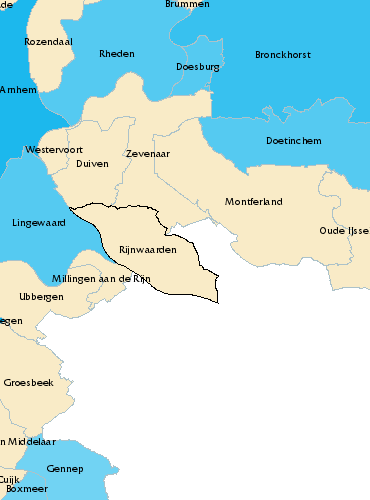 de
Brummen
Rozendaal
Rheden
Bronckhorst
Doesburg
Arnhem
Doetinchem
Westervoort
Zevenaar
Duiven
Montferland
Lingewaard
Oude IJsse
Rijnwaarden
Millingen aan de Rijn
Ubbergen
egen
Groesbeek
n Middelaar
Gennep
Cuijk
Boxmeer